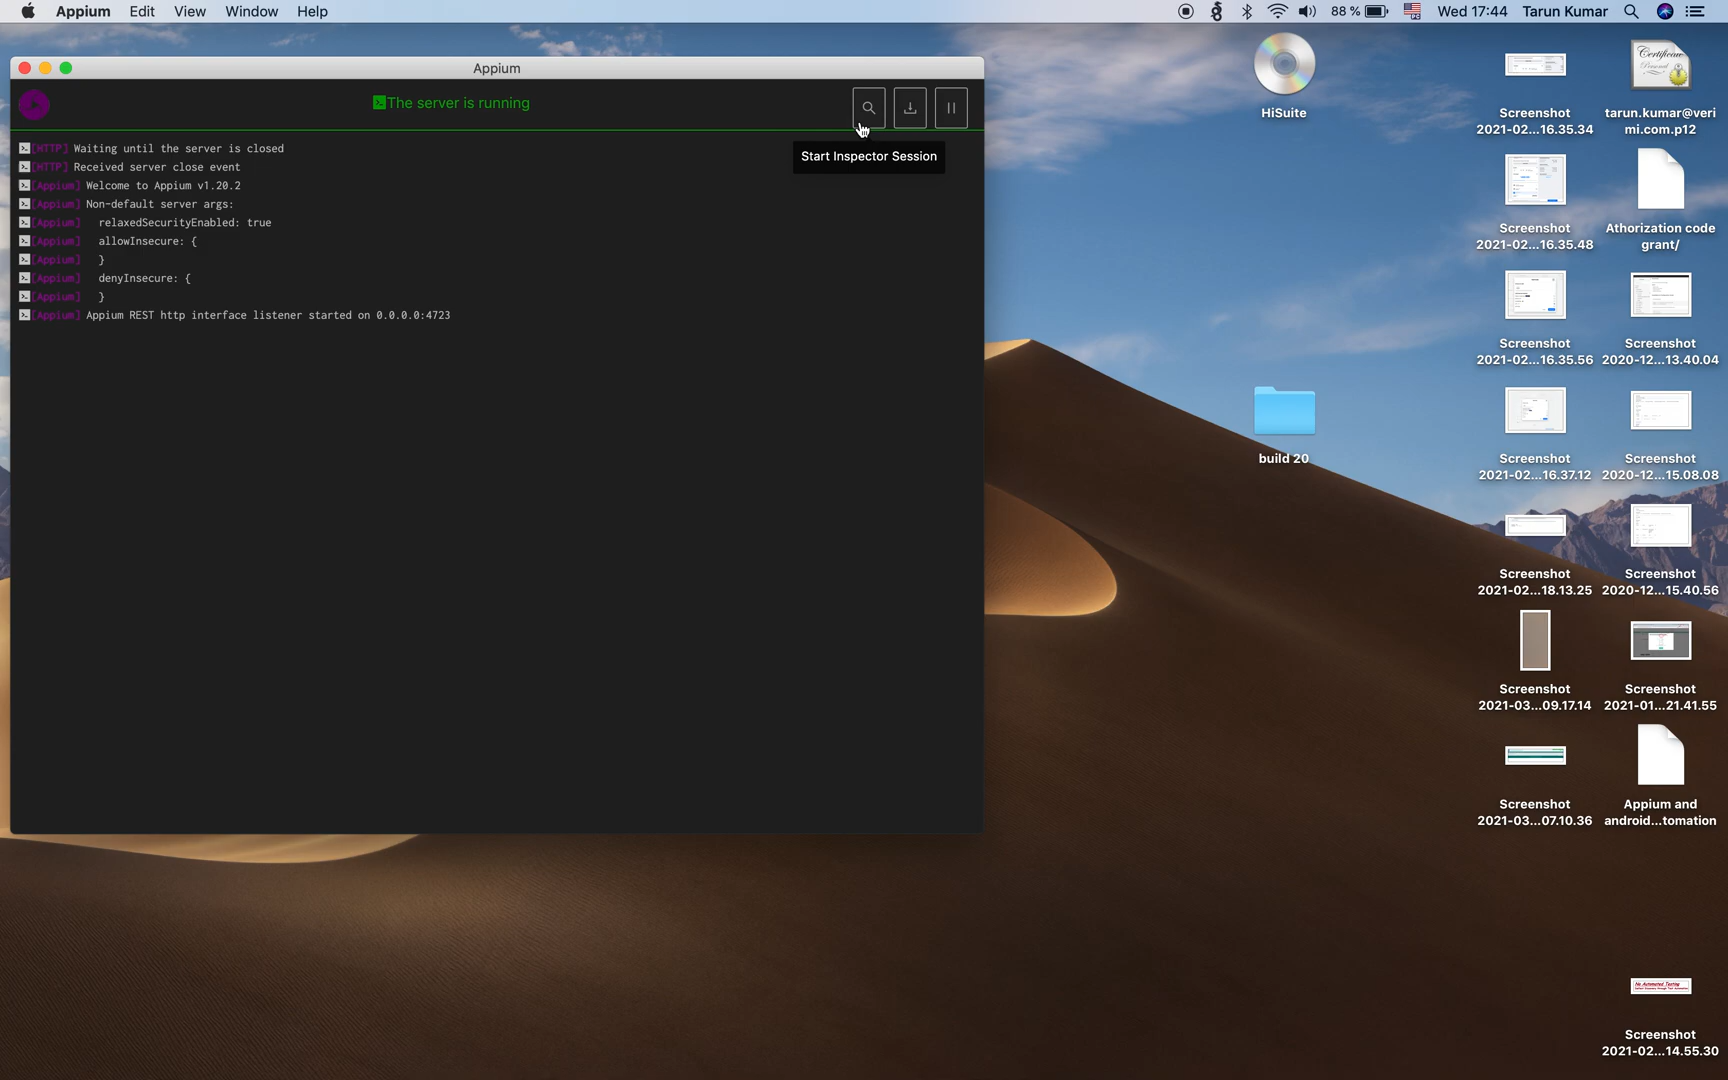 Appium Edit View Window Help
88 % Wed 17:44 Tarun Kumar
Appium
The server is running
Start Inspector Session
[HTTP] Waiting until the server is closed
[HTTP] Received server close event
[Appium] Welcome to Appium v1.20.2
[Appium] Non-default server args:
[Appium] relaxedSecurityEnabled: true
[Appium] allowInsecure: {
[Appium] }
[Appium] denyInsecure: {
[Appium] }
[Appium] Appium REST http interface listener started on 0.0.0.0:4723
HiSuite
build 20
Screenshot
2021-02...16.35.34
Screenshot
2021-02...16.35.48
Screenshot
2021-02...16.35.56
Screenshot
2021-02...16.37.12
Screenshot
2021-02...18.13.25
Screenshot
2021-03...09.17.14
Screenshot
2021-03...07.10.36
Certificate
Personal
tarun.kumar@veri
mi.com.p12
Athorization code
grant/
Screenshot
2020-12...13.40.04
Screenshot
2020-12...15.08.08
Screenshot
2020-12...15.40.56
Screenshot
2021-01...21.41.55
Appium and
android...tomation
No Automated Testing
Screenshot
2021-02...14.55.30